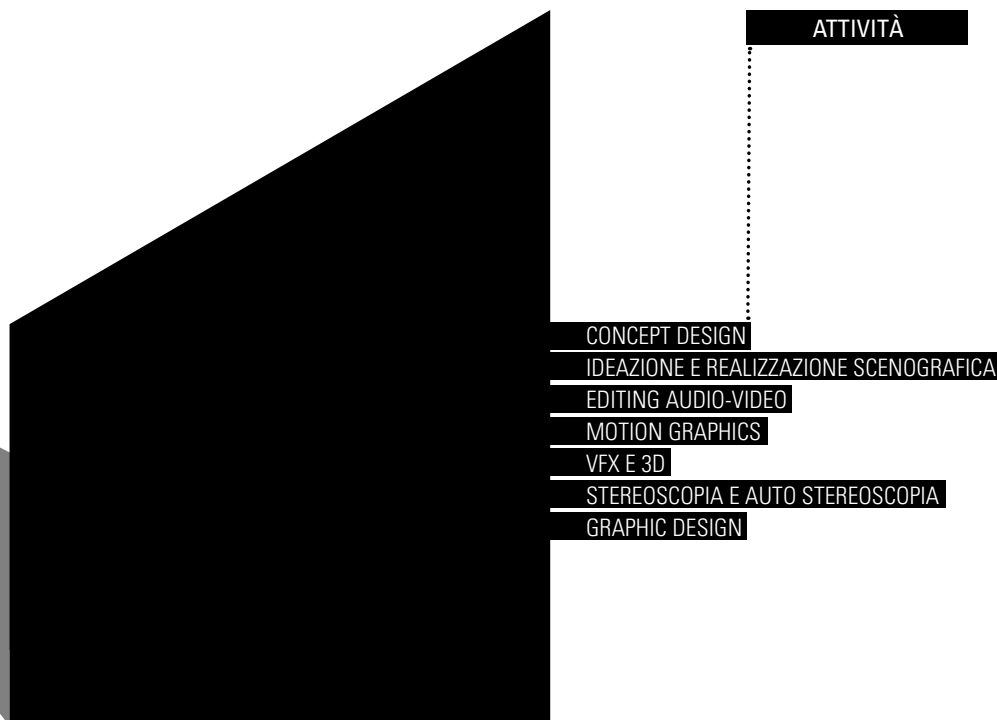 ATTIVITÀ
CONCEPT DESIGN
IDEAZIONE E REALIZZAZIONE SCENOGRAFICA
EDITING AUDIO-VIDEO
MOTION GRAPHICS
VFX E 3D
STEREOSCOPIA E AUTO STEREOSCOPIA
GRAPHIC DESIGN